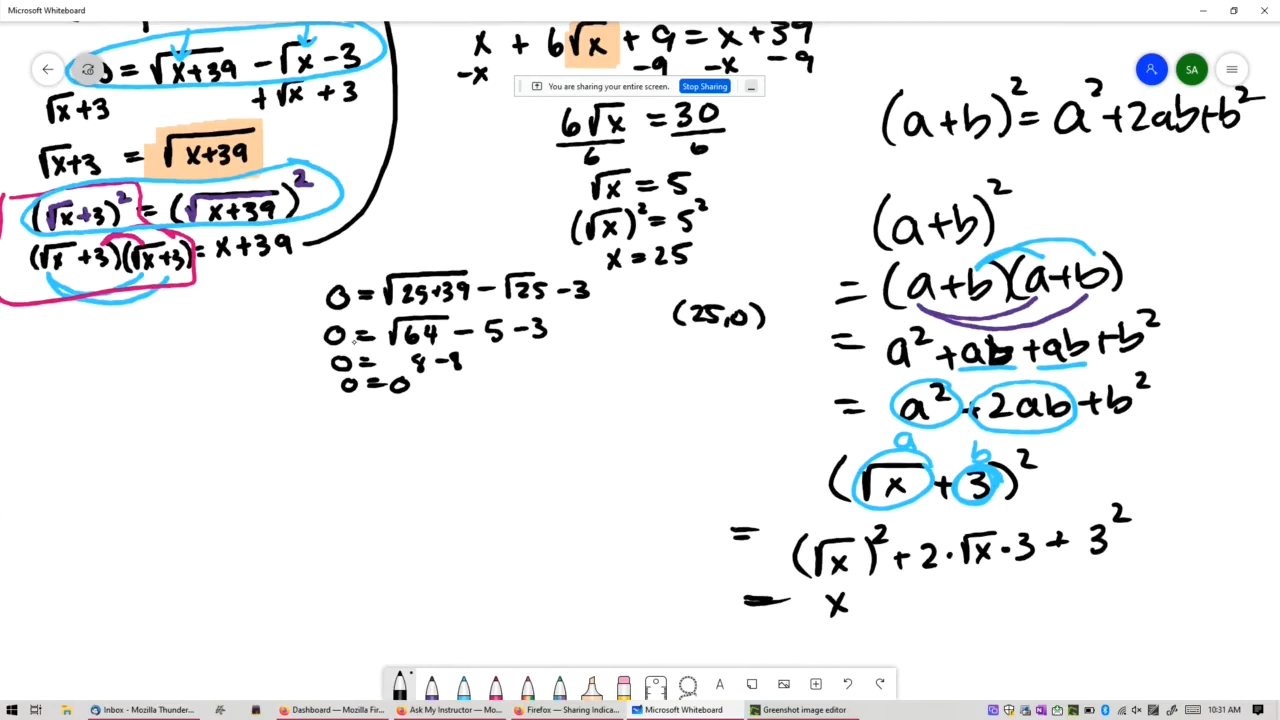 Microsoft Whiteboard
= √x+39 − √x − 3
√x+3 +√x + 3
√x+3 = √x+39
(√x+3)² = (√x+39)²
(√x +3)(√x+3) = x+39
x + 6√x + 9 = x+39
-x -9 -x -9
You are sharing your entire screen. Stop Sharing
6√x = 30
6 6
√x = 5
(√x)² = 5²
x = 25
0 = √25+39 − √25 − 3
0 = √64 − 5 − 3
0 = 8 − 8
0 = 0
(25,0)
SA
(a+b)² = a² + 2ab + b²
(a+b)²
= (a+b)(a+b)
= a² + ab + ab + b²
= a² + 2ab + b²
a b
(√x + 3)²
= (√x)² + 2·√x·3 + 3²
= x
A
Inbox - Mozilla Thunder...
Dashboard — Mozilla Fir...
Ask My Instructor — Mo...
Firefox — Sharing Indica...
Microsoft Whiteboard
Greenshot image editor
10:31 AM